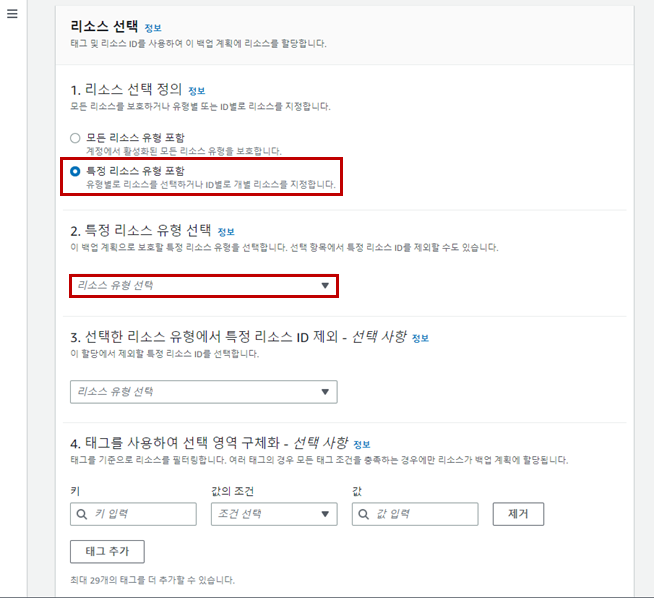 리소스 선택 정보
태그 및 리소스 ID를 사용하여 이 백업 계획에 리소스를 할당합니다.
1. 리소스 선택 정의 정보
모든 리소스를 보호하거나 유형별 또는 ID별로 리소스를 지정합니다.
모든 리소스 유형 포함
계정에서 활성화된 모든 리소스 유형을 보호합니다.
특정 리소스 유형 포함
유형별로 리소스를 선택하거나 ID별로 개별 리소스를 지정합니다.
2. 특정 리소스 유형 선택 정보
이 백업 계획으로 보호할 특정 리소스 유형을 선택합니다. 선택 항목에서 특정 리소스 ID를 제외할 수도 있습니다.
리소스 유형 선택
3. 선택한 리소스 유형에서 특정 리소스 ID 제외 - 선택 사항 정보
이 할당에서 제외할 특정 리소스 ID를 선택합니다.
리소스 유형 선택
4. 태그를 사용하여 선택 영역 구체화 - 선택 사항 정보
태그를 기준으로 리소스를 필터링합니다. 여러 태그의 경우 모든 태그 조건을 충족하는 경우에만 리소스가 백업 계획에 할당됩니다.
키 값의 조건 값
키 입력 조건 선택 값 입력 제거
태그 추가
최대 29개의 태그를 더 추가할 수 있습니다.